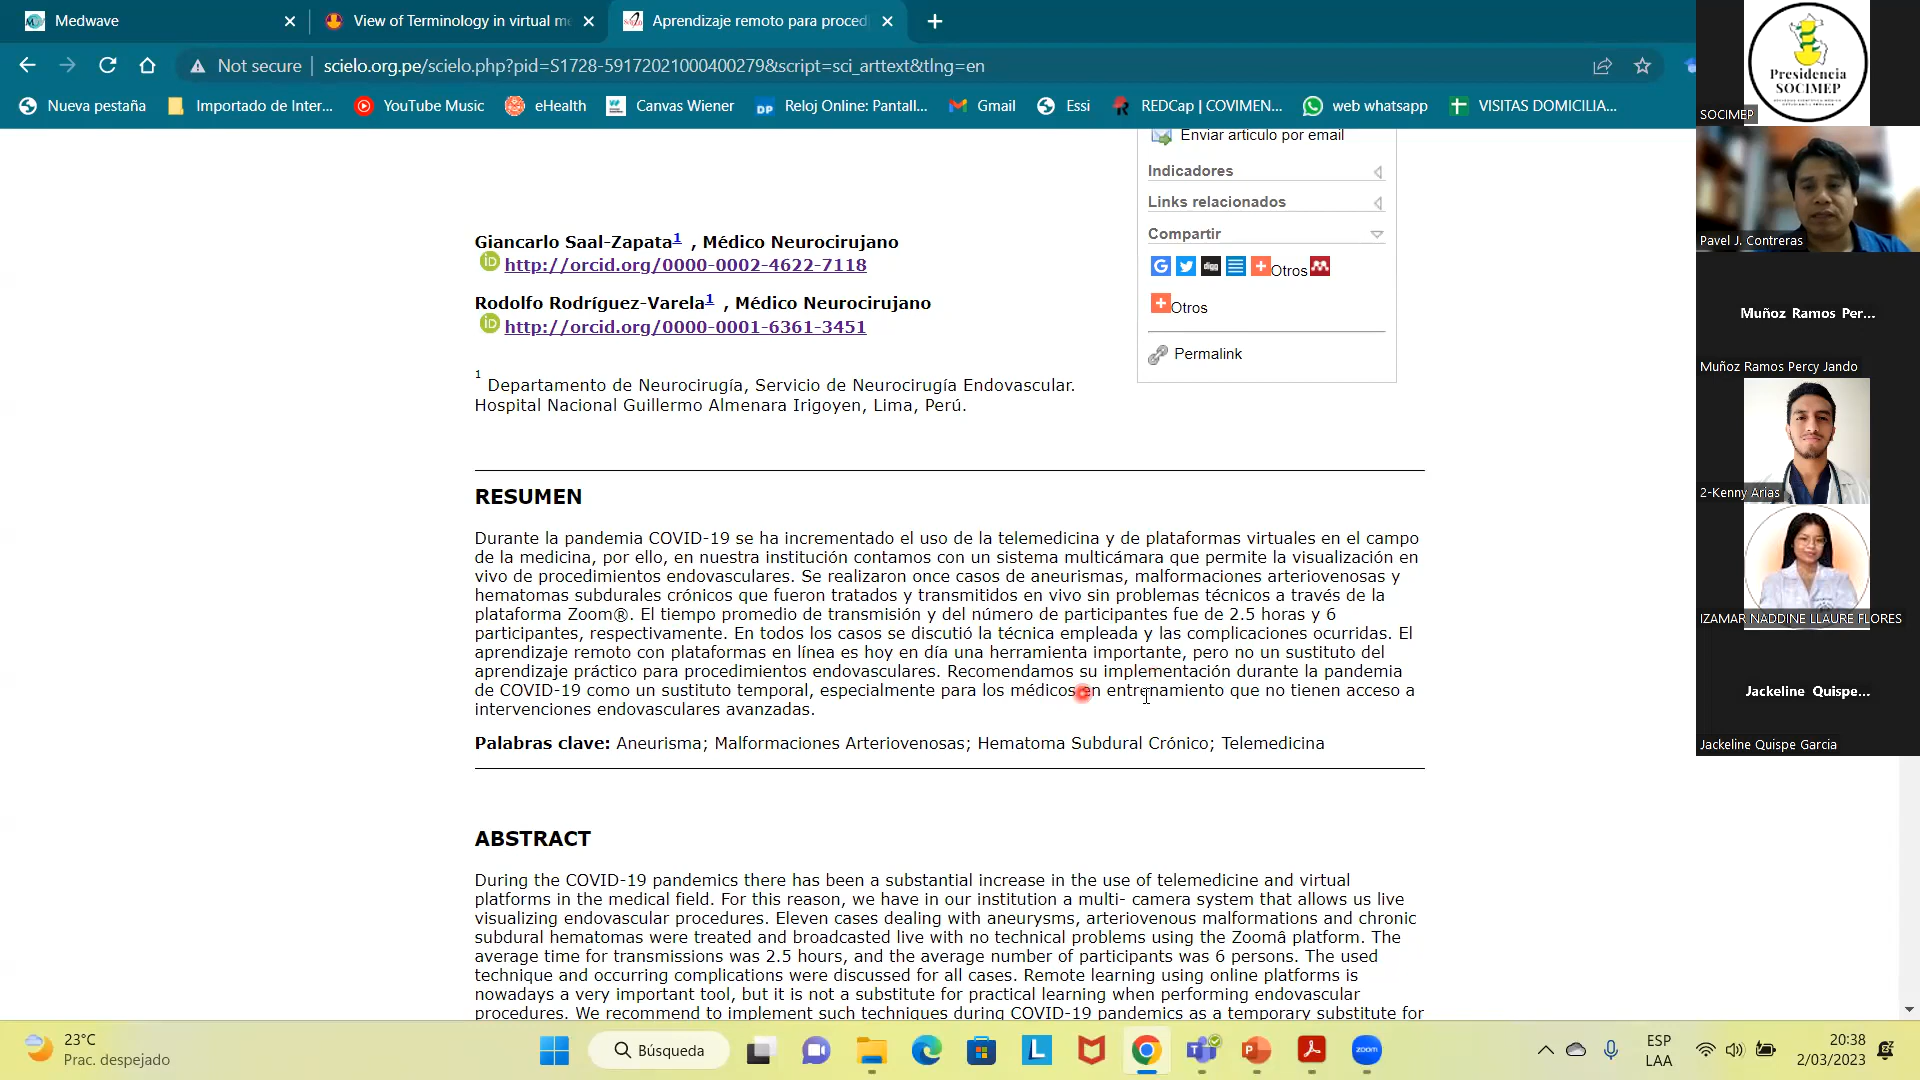 Medwave
View of Terminology in virtual me
Aprendizaje remoto para proced
Not secure
scielo.org.pe/scielo.php?pid=S1728-59172021000400279&script=sci_arttext&tlng=en
Nueva pestaña
Importado de Inter...
YouTube Music
eHealth
Canvas Wiener
Reloj Online: Pantall...
Gmail
Essi
REDCap | COVIMEN...
web whatsapp
VISITAS DOMICILIA...
Enviar articulo por email
Indicadores
Links relacionados
Compartir
Otros
Otros
Permalink
Giancarlo Saal-Zapata1 , Médico Neurocirujano
http://orcid.org/0000-0002-4622-7118
Rodolfo Rodríguez-Varela1 , Médico Neurocirujano
http://orcid.org/0000-0001-6361-3451
1 Departamento de Neurocirugía, Servicio de Neurocirugía Endovascular.
Hospital Nacional Guillermo Almenara Irigoyen, Lima, Perú.
RESUMEN
Durante la pandemia COVID-19 se ha incrementado el uso de la telemedicina y de plataformas virtuales en el campo
de la medicina, por ello, en nuestra institución contamos con un sistema multicámara que permite la visualización en
vivo de procedimientos endovasculares. Se realizaron once casos de aneurismas, malformaciones arteriovenosas y
hematomas subdurales crónicos que fueron tratados y transmitidos en vivo sin problemas técnicos a través de la
plataforma Zoom®. El tiempo promedio de transmisión y del número de participantes fue de 2.5 horas y 6
participantes, respectivamente. En todos los casos se discutió la técnica empleada y las complicaciones ocurridas. El
aprendizaje remoto con plataformas en línea es hoy en día una herramienta importante, pero no un sustituto del
aprendizaje práctico para procedimientos endovasculares. Recomendamos su implementación durante la pandemia
de COVID-19 como un sustituto temporal, especialmente para los médicos en entrenamiento que no tienen acceso a
intervenciones endovasculares avanzadas.
Palabras clave: Aneurisma; Malformaciones Arteriovenosas; Hematoma Subdural Crónico; Telemedicina
ABSTRACT
During the COVID-19 pandemics there has been a substantial increase in the use of telemedicine and virtual
platforms in the medical field. For this reason, we have in our institution a multi- camera system that allows us live
visualizing endovascular procedures. Eleven cases dealing with aneurysms, arteriovenous malformations and chronic
subdural hematomas were treated and broadcasted live with no technical problems using the Zoomâ platform. The
average time for transmissions was 2.5 hours, and the average number of participants was 6 persons. The used
technique and occurring complications were discussed for all cases. Remote learning using online platforms is
nowadays a very important tool, but it is not a substitute for practical learning when performing endovascular
procedures. We recommend to implement such techniques during COVID-19 pandemics as a temporary substitute for
Presidencia
SOCIMEP
SOCIMEP
Pavel J. Contreras
Muñoz Ramos Per...
Muñoz Ramos Percy Jando
2-Kenny Arias
IZAMAR NADDINE LLAURE FLORES
Jackeline Quispe...
Jackeline Quispe Garcia
23°C
Prac. despejado
Búsqueda
zoom
ESP
LAA
20:38
2/03/2023